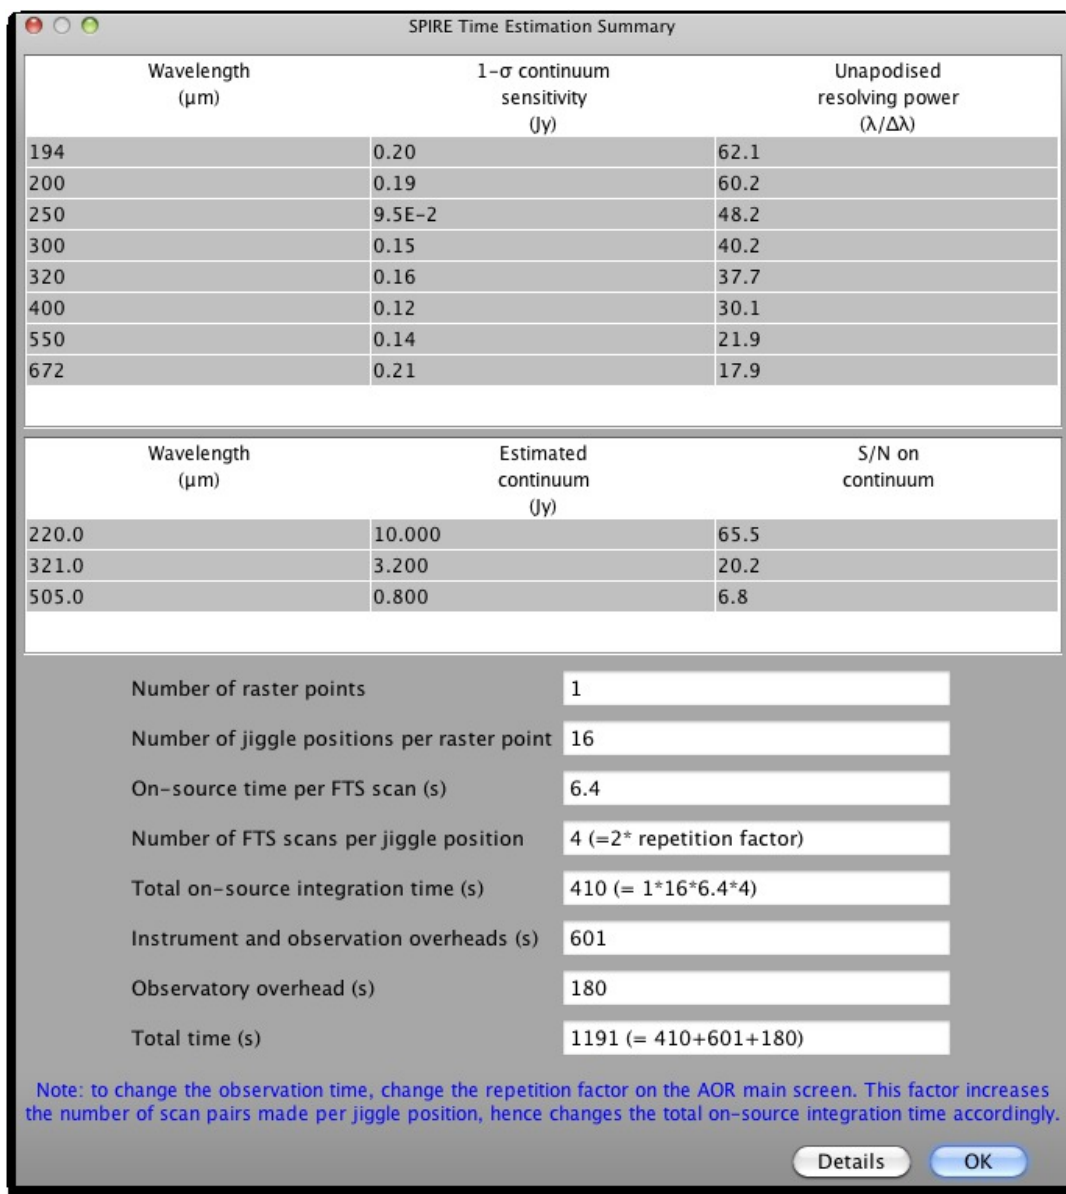 SPIRE Time Estimation Summary
Wavelength 1-σ continuum Unapodised
(μm) sensitivity resolving power
(Jy) (λ/Δλ)
194 0.20 62.1
200 0.19 60.2
250 9.5E-2 48.2
300 0.15 40.2
320 0.16 37.7
400 0.12 30.1
550 0.14 21.9
672 0.21 17.9
Wavelength Estimated S/N on
(μm) continuum continuum
(Jy)
220.0 10.000 65.5
321.0 3.200 20.2
505.0 0.800 6.8
Number of raster points 1
Number of jiggle positions per raster point 16
On-source time per FTS scan (s) 6.4
Number of FTS scans per jiggle position 4 (=2* repetition factor)
Total on-source integration time (s) 410 (= 1*16*6.4*4)
Instrument and observation overheads (s) 601
Observatory overhead (s) 180
Total time (s) 1191 (= 410+601+180)
Note: to change the observation time, change the repetition factor on the AOR main screen. This factor increases
the number of scan pairs made per jiggle position, hence changes the total on-source integration time accordingly.
Details OK